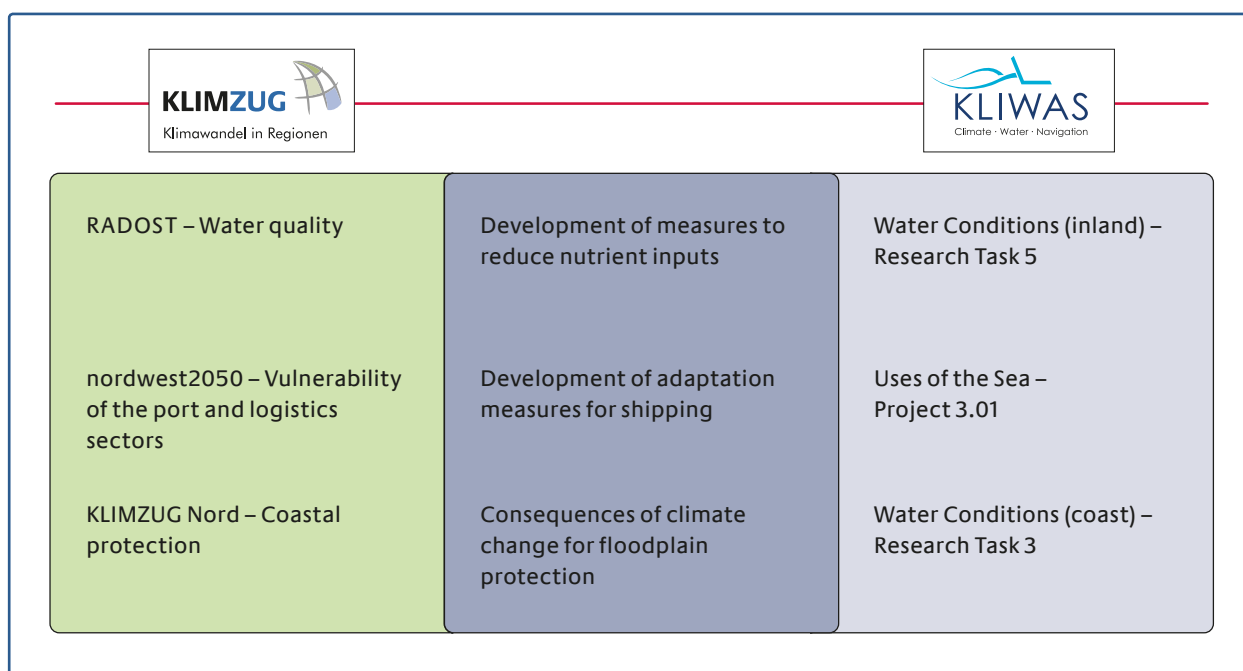 KLIMZUG
Klimawandel in Regionen
KLIWAS
Climate · Water · Navigation
RADOST – Water quality
Development of measures to
reduce nutrient inputs
Water Conditions (inland) –
Research Task 5
nordwest2050 – Vulnerability
of the port and logistics
sectors
Development of adaptation
measures for shipping
Uses of the Sea –
Project 3.01
KLIMZUG Nord – Coastal
protection
Consequences of climate
change for floodplain
protection
Water Conditions (coast) –
Research Task 3